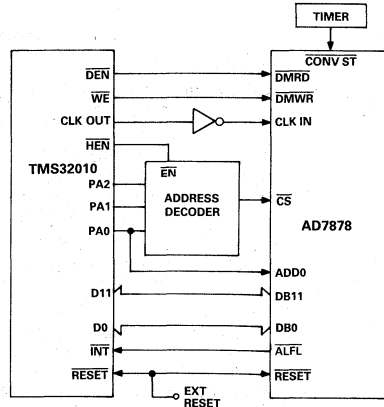 TIMER
CONV ST
DEN
DMRD
WE
DMWR
CLK OUT
CLK IN
HEN
TMS32010
EN
PA2
ADDRESS
DECODER
PA1
CS
PA0
AD7878
ADD0
D11
DB11
D0
DB0
INT
ALFL
RESET
RESET
EXT
RESET